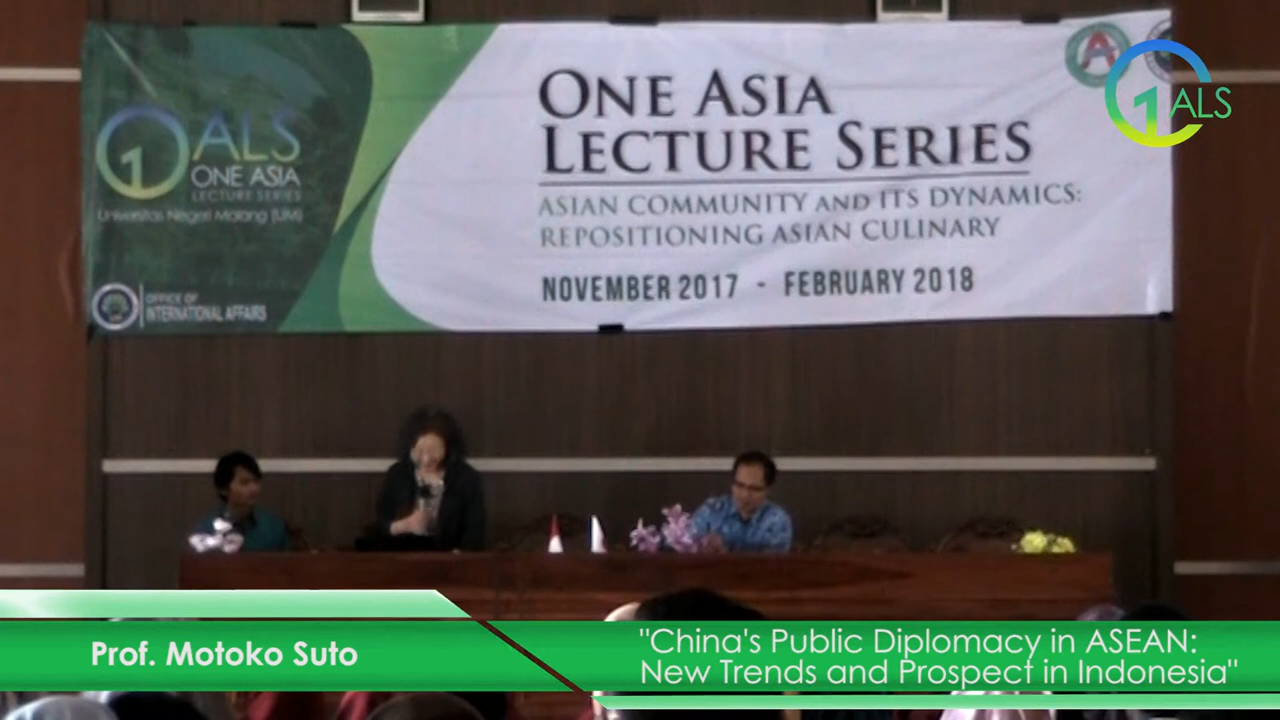 ONE ASIA
LECTURE SERIES
ASIAN COMMUNITY AND ITS DYNAMICS:
REPOSITIONING ASIAN CULINARY
NOVEMBER 2017 - FEBRUARY 2018
1 ALS
ONE ASIA
LECTURE SERIES
Universitas Negeri Malang (UM)
OFFICE OF
INTERNATIONAL AFFAIRS
A
1 ALS
Prof. Motoko Suto
"China's Public Diplomacy in ASEAN:
New Trends and Prospect in Indonesia"